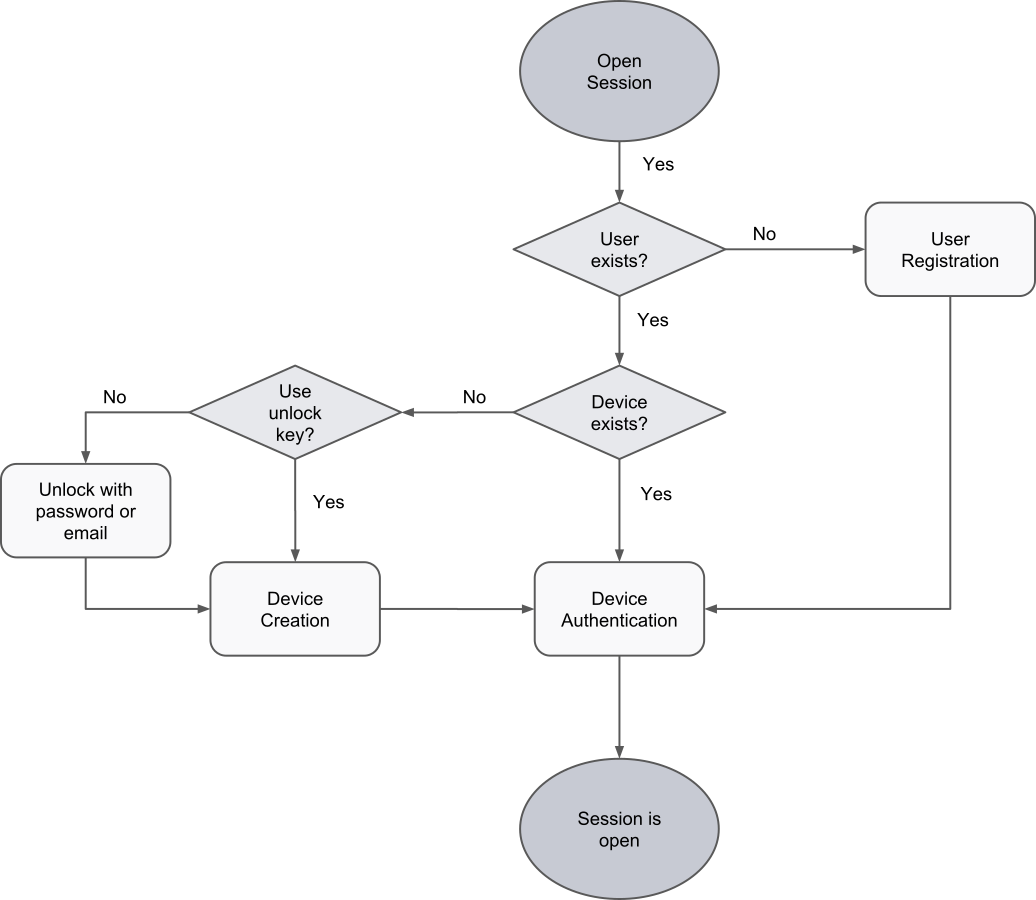 Open
Session
Yes
User
exists?
No
User
Registration
Yes
No
Use
unlock
key?
No
Device
exists?
Unlock with
password or
email
Yes
Yes
Device
Creation
Device
Authentication
Session is
open